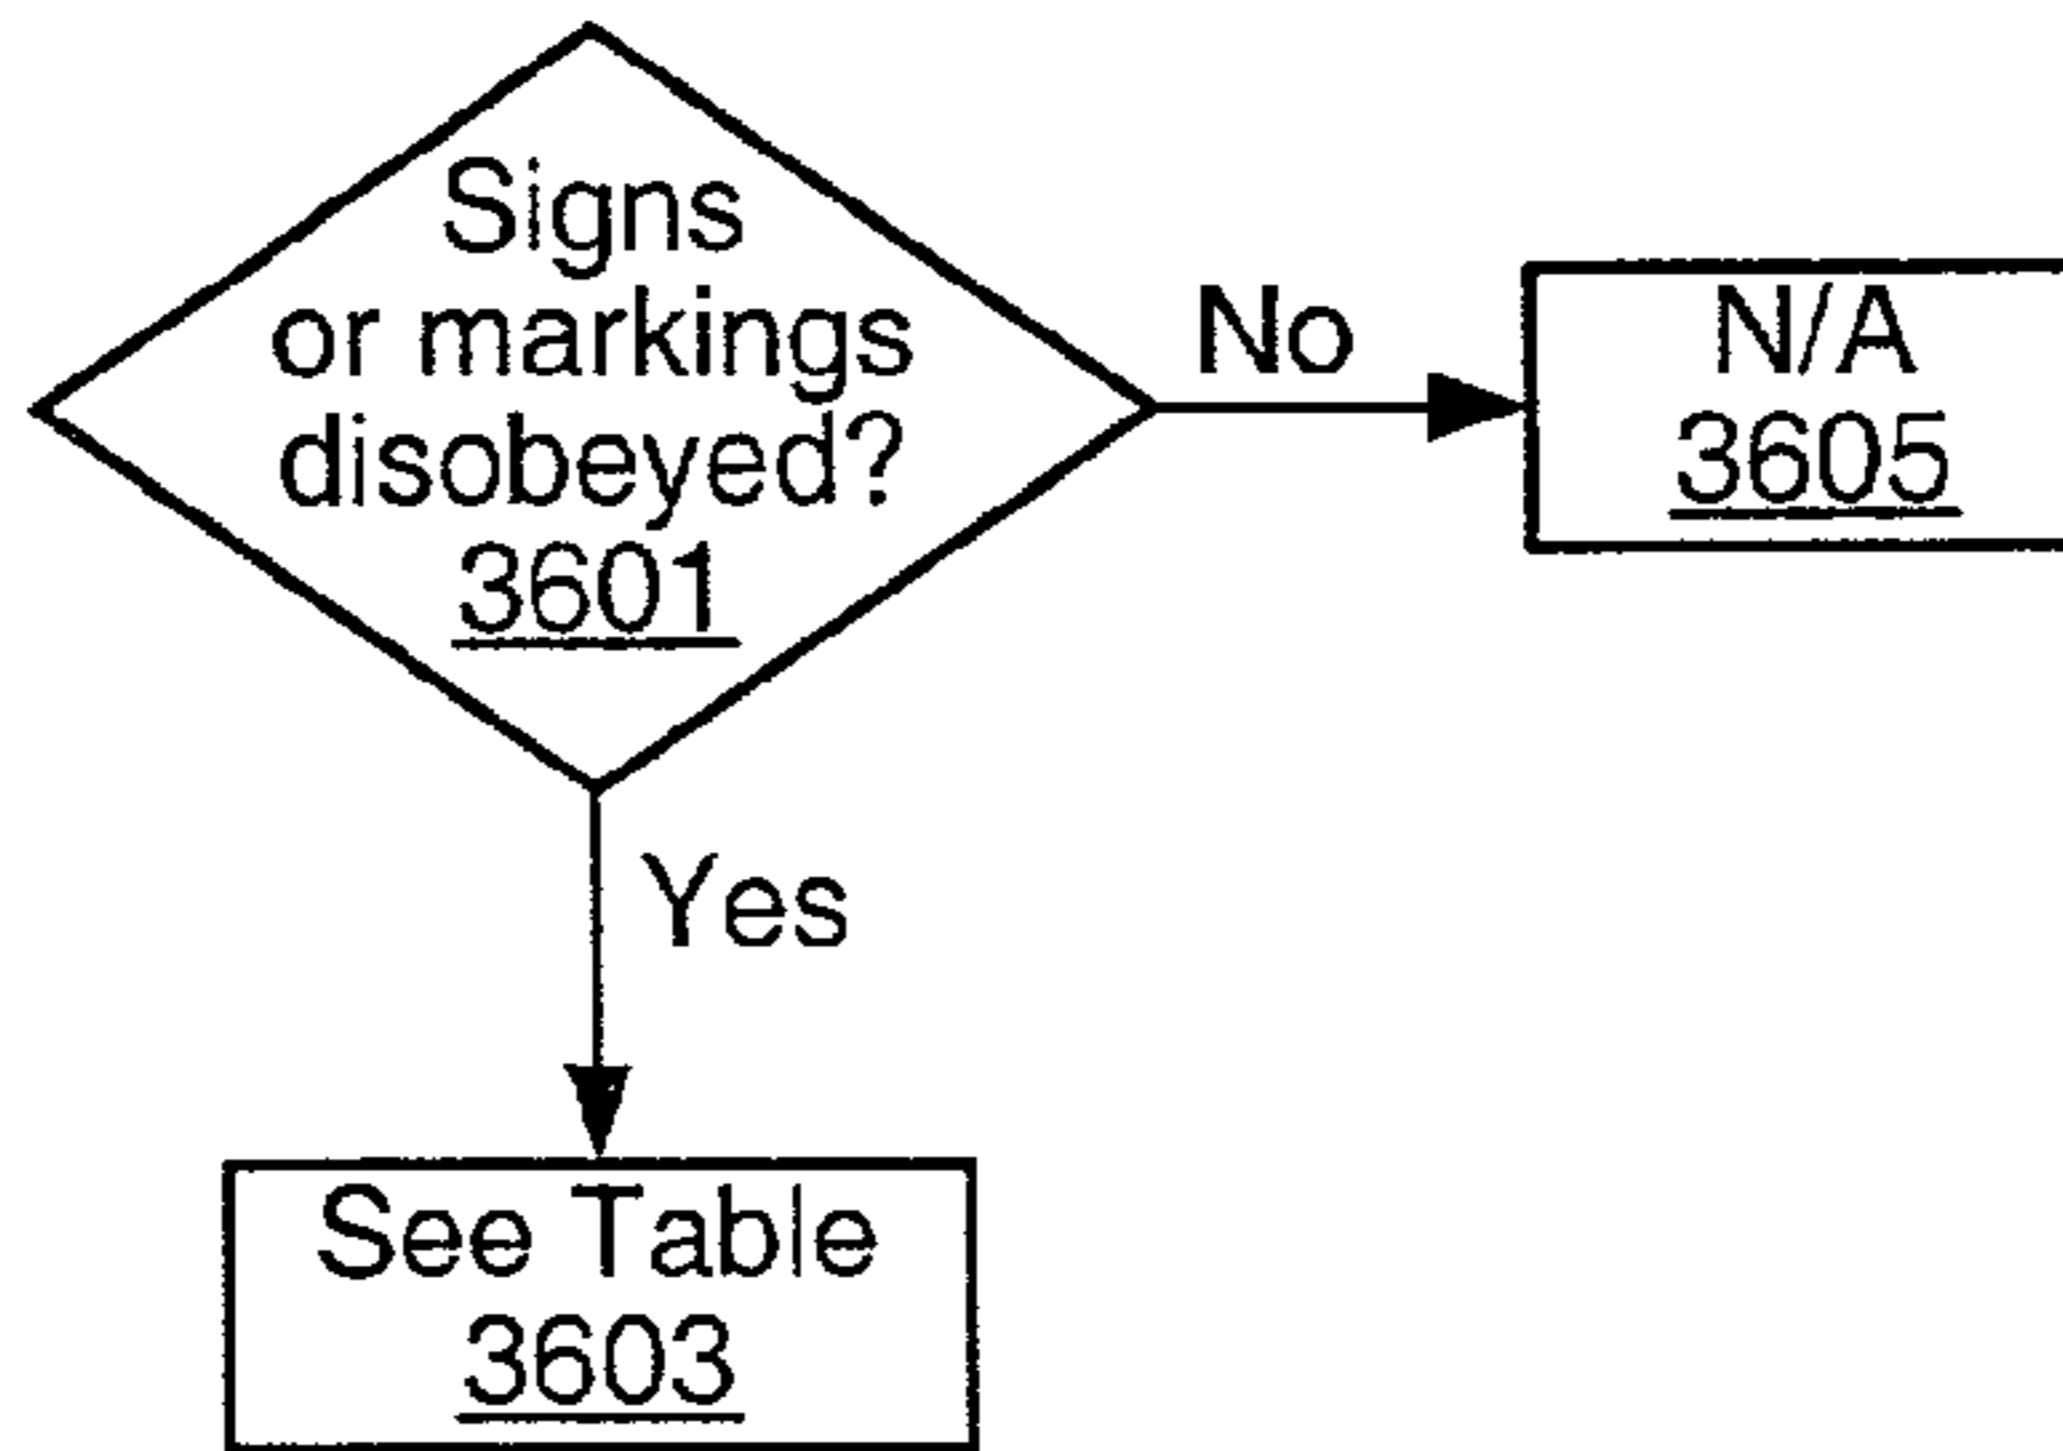 Signs
or markings
disobeyed?
3601
No
N/A
3605
Yes
See Table
3603